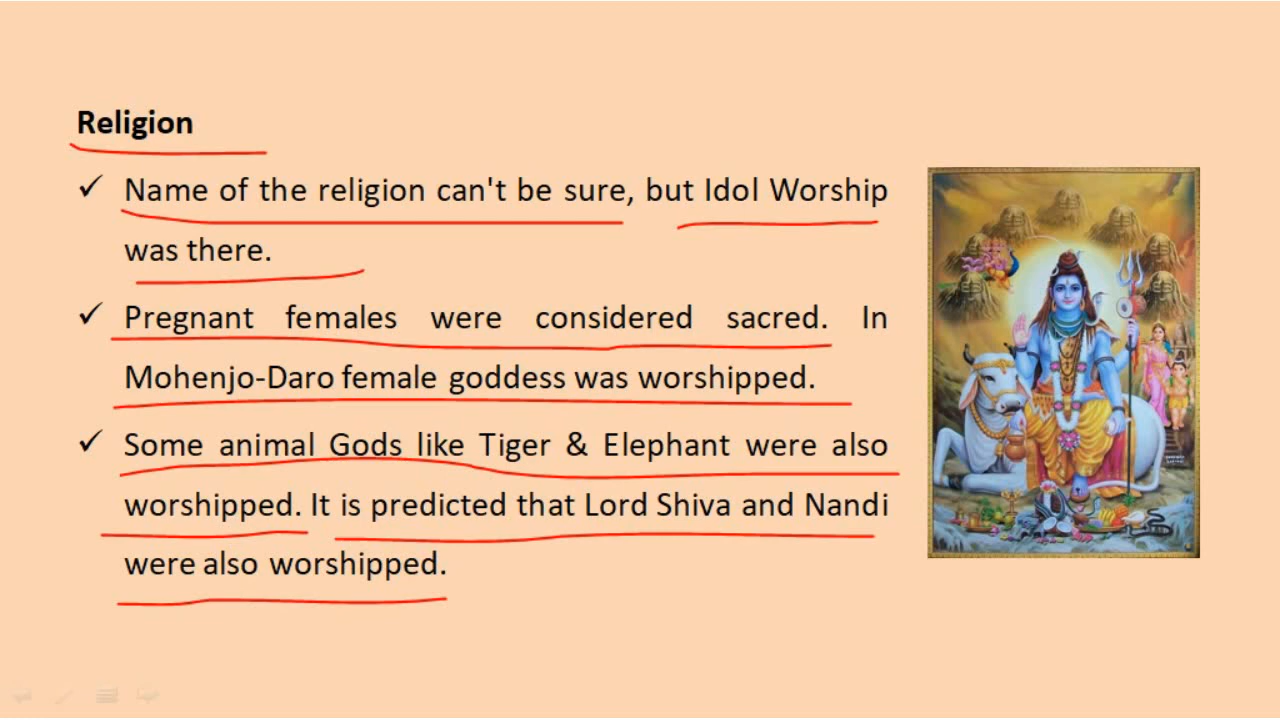 Religion
✓ Name of the religion can't be sure, but Idol Worship
was there.
✓ Pregnant females were considered sacred. In
Mohenjo-Daro female goddess was worshipped.
✓ Some animal Gods like Tiger & Elephant were also
worshipped. It is predicted that Lord Shiva and Nandi
were also worshipped.